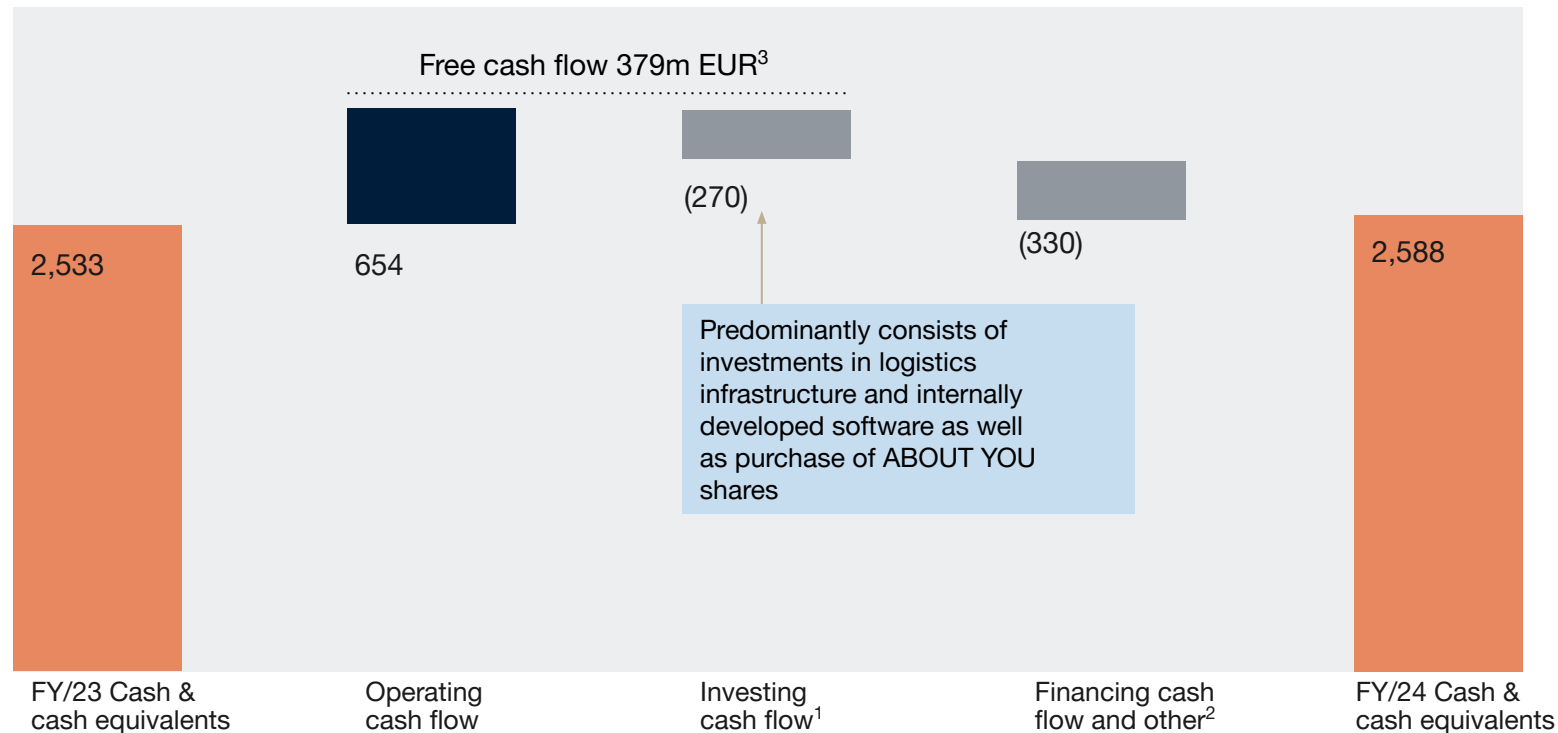 Free cash flow 379m EUR³
2,533
654
(270)
(330)
2,588
Predominantly consists of
investments in logistics
infrastructure and internally
developed software as well
as purchase of ABOUT YOU
shares
FY/23 Cash &
cash equivalents
Operating
cash flow
Investing
cash flow¹
Financing cash
flow and other²
FY/24 Cash &
cash equivalents